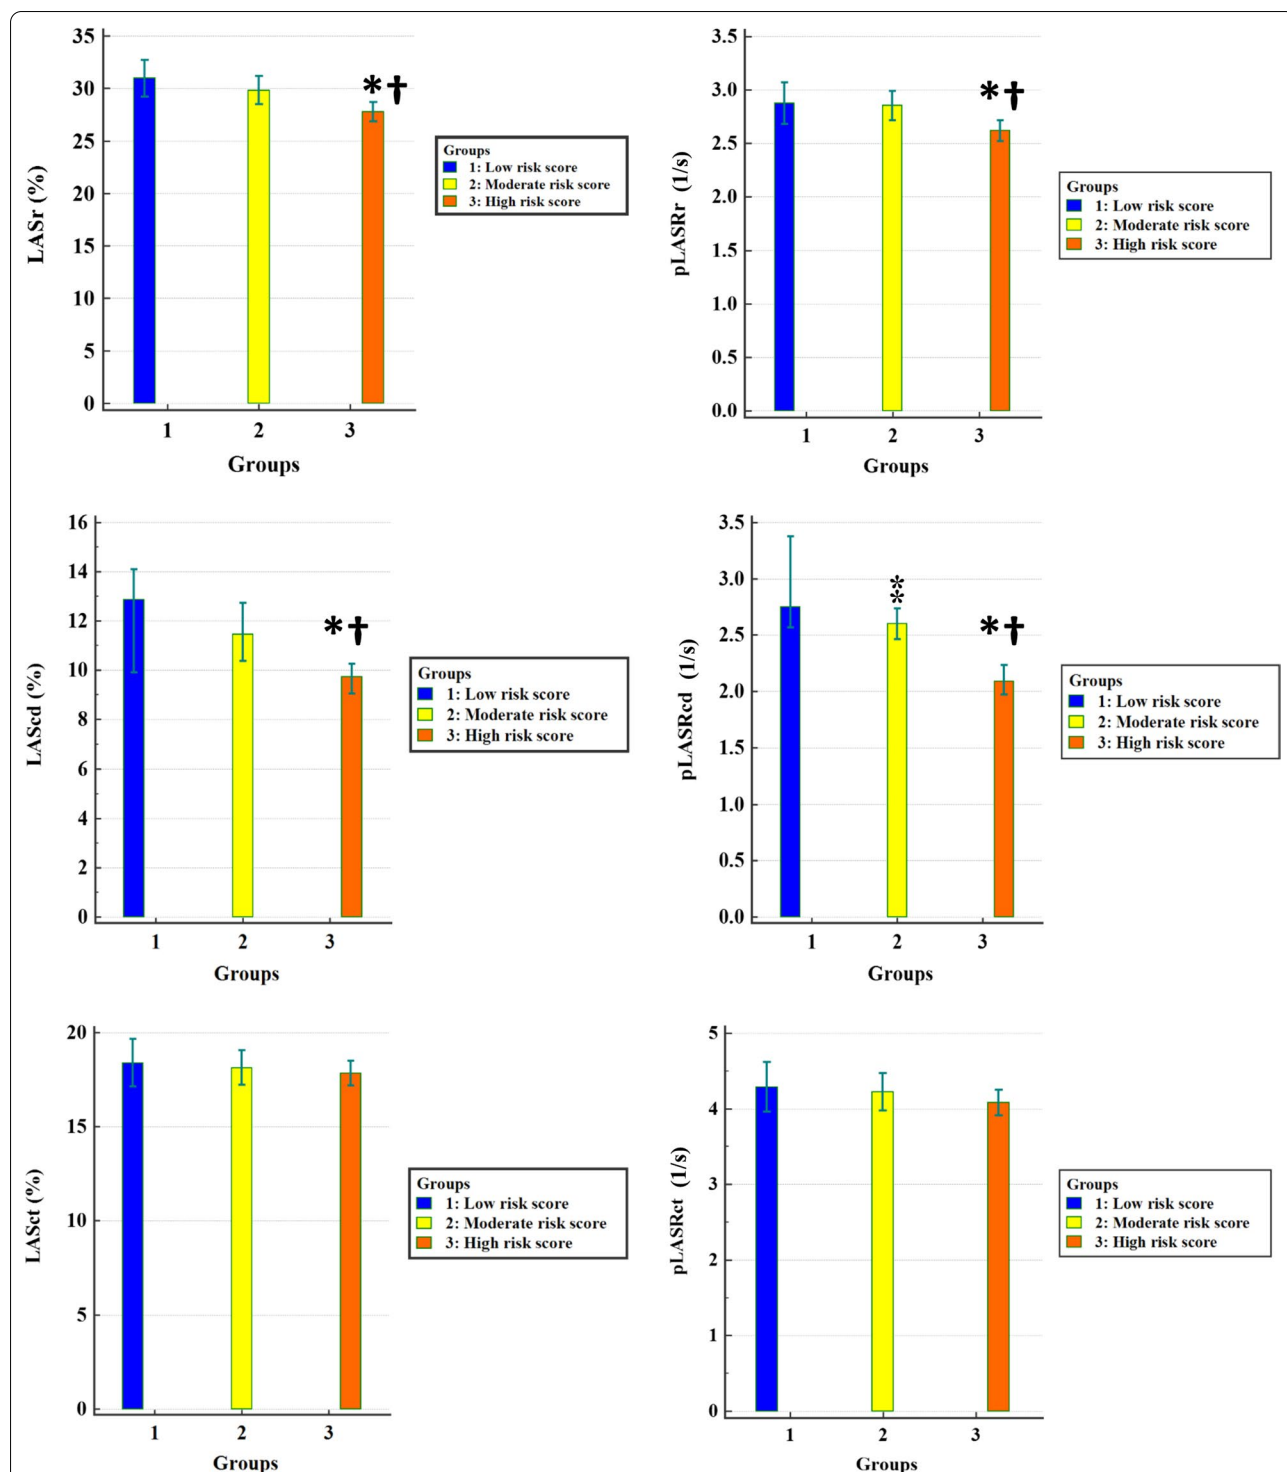 35
30
25
20
15
10
5
0
LASr (%)
*†
1
2
3
Groups
Groups
1: Low risk score
2: Moderate risk score
3: High risk score
3.5
3.0
2.5
2.0
1.5
1.0
0.5
0.0
pLASRr (1/s)
*†
1
2
3
Groups
Groups
1: Low risk score
2: Moderate risk score
3: High risk score
16
14
12
10
8
6
4
2
0
LAScd (%)
*†
1
2
3
Groups
Groups
1: Low risk score
2: Moderate risk score
3: High risk score
3.5
3.0
2.5
2.0
1.5
1.0
0.5
0.0
pLASRcd (1/s)
*
*
*†
1
2
3
Groups
Groups
1: Low risk score
2: Moderate risk score
3: High risk score
20
15
10
5
0
LASct (%)
1
2
3
Groups
Groups
1: Low risk score
2: Moderate risk score
3: High risk score
5
4
3
2
1
0
pLASRct (1/s)
1
2
3
Groups
Groups
1: Low risk score
2: Moderate risk score
3: High risk score